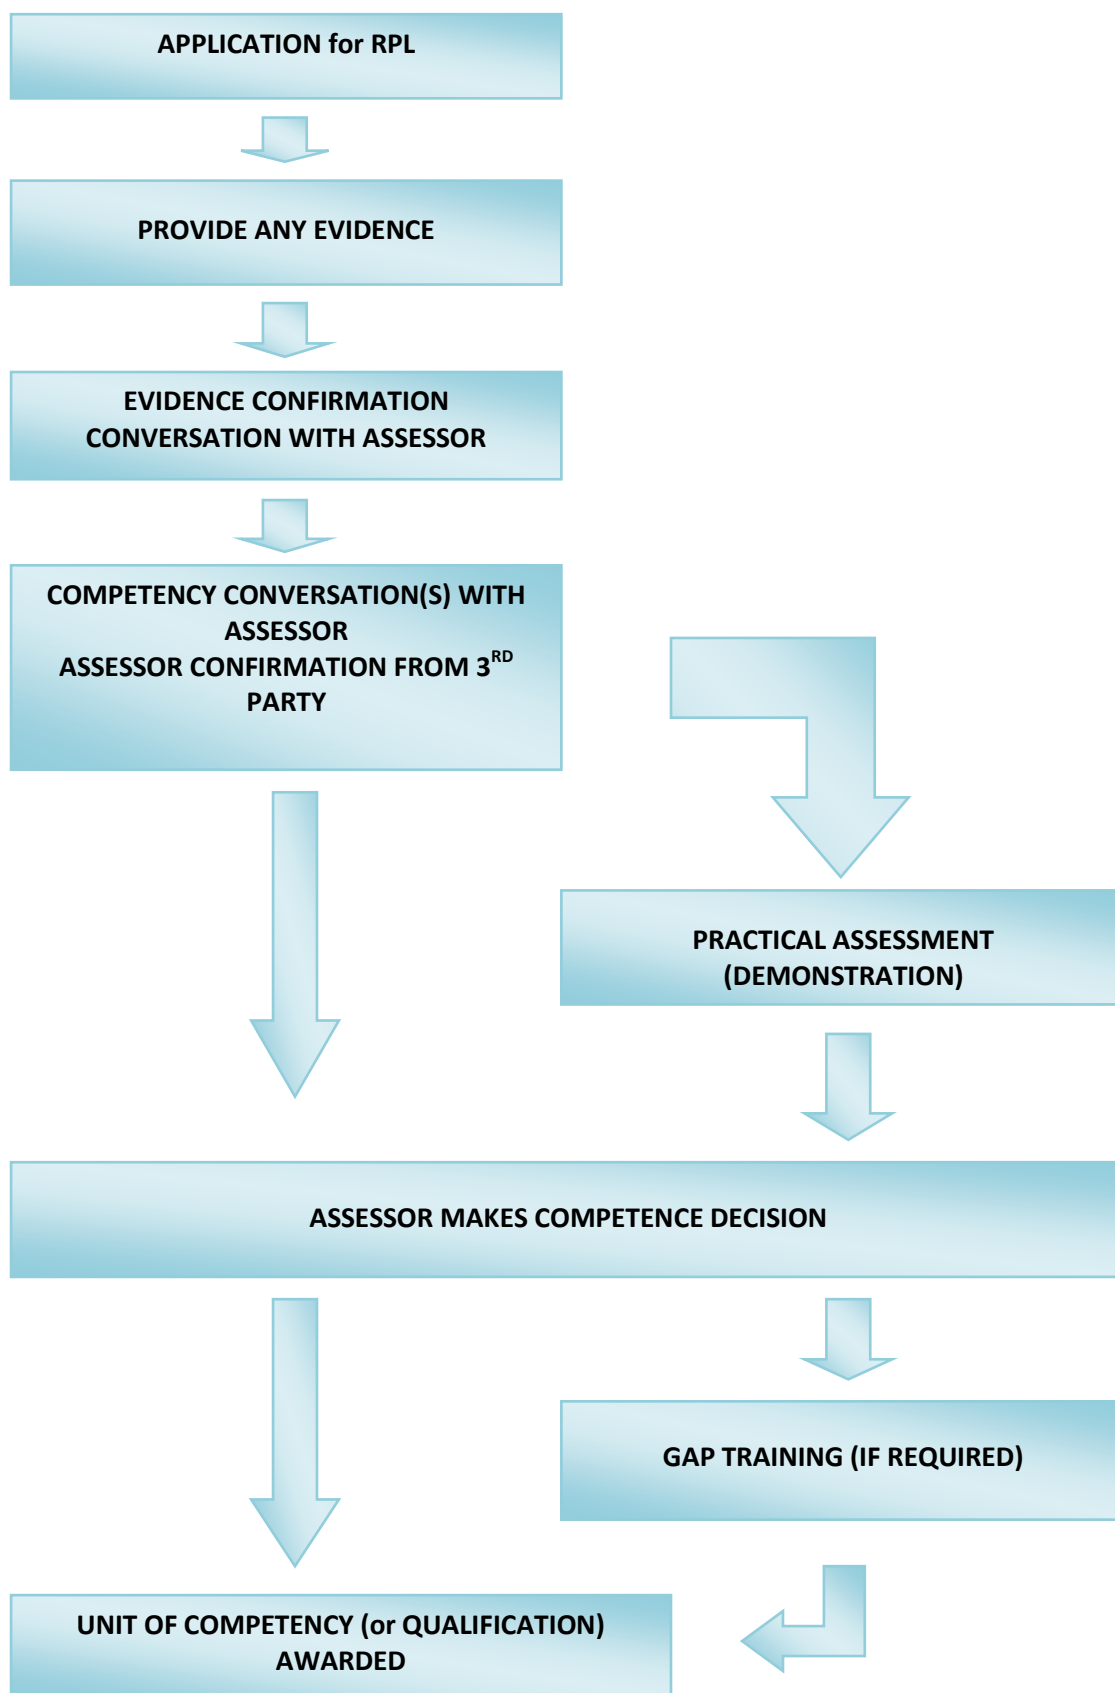 APPLICATION for RPL
PROVIDE ANY EVIDENCE
EVIDENCE CONFIRMATION
CONVERSATION WITH ASSESSOR
COMPETENCY CONVERSATION(S) WITH
ASSESSOR
ASSESSOR CONFIRMATION FROM 3RD
PARTY
PRACTICAL ASSESSMENT
(DEMONSTRATION)
ASSESSOR MAKES COMPETENCE DECISION
GAP TRAINING (IF REQUIRED)
UNIT OF COMPETENCY (or QUALIFICATION)
AWARDED